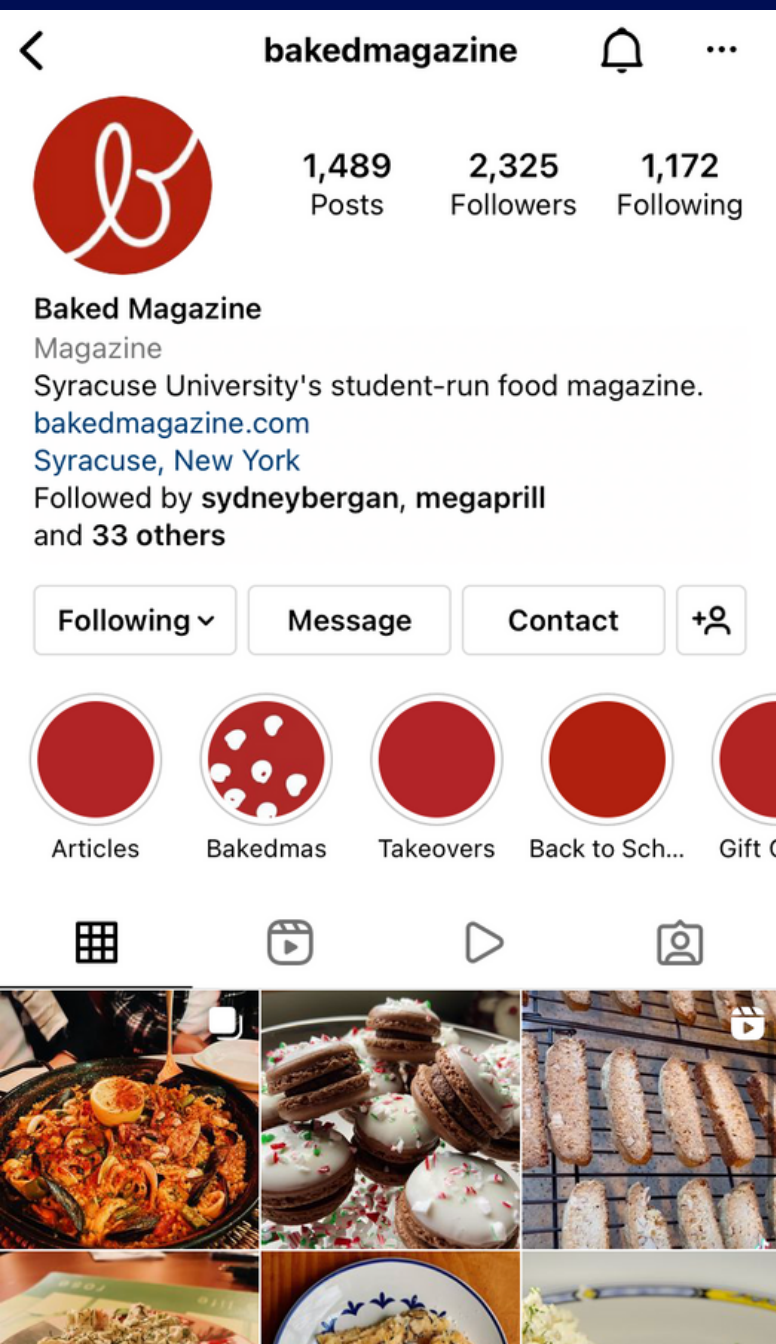 bakedmagazine
1,489 2,325 1,172
Posts Followers Following
Baked Magazine
Magazine
Syracuse University's student-run food magazine.
bakedmagazine.com
Syracuse, New York
Followed by sydneybergan, megaprill
and 33 others
Following Message Contact
Articles Bakedmas Takeovers Back to Sch... Gift